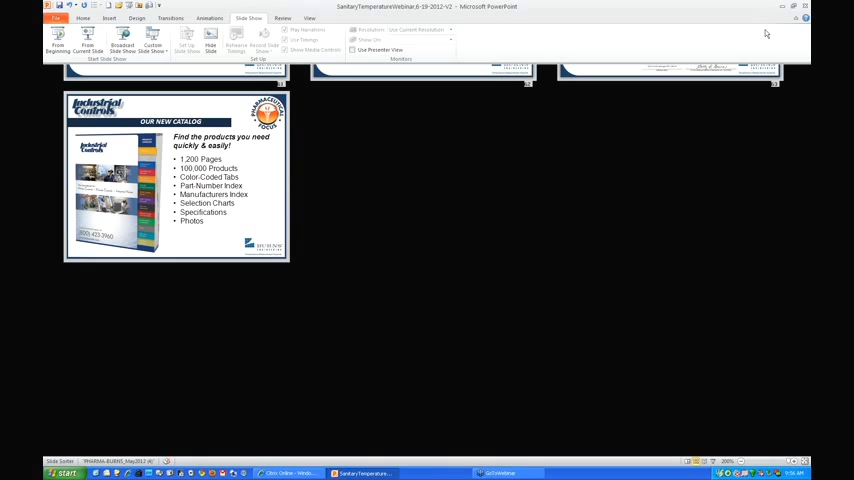 SanitaryTemperatureWebinar,6-19-2012-V2 - Microsoft PowerPoint
File Home Insert Design Transitions Animations Slide Show Review View
From Beginning
From Current Slide
Broadcast Slide Show
Custom Slide Show
Set Up Slide Show
Hide Slide
Rehearse Timings
Record Slide Show
Play Narrations
Use Timings
Show Media Controls
Resolution: Use Current Resolution
Show On:
Use Presenter View
Start Slide Show
Set Up
Monitors
Industrial Controls
OUR NEW CATALOG
PHARMACEUTICAL FOCUS
Find the products you need
quickly & easily!
• 1,200 Pages
• 100,000 Products
• Color-Coded Tabs
• Part-Number Index
• Manufacturers Index
• Selection Charts
• Specifications
• Photos
Industrial Controls
(800) 423-3960
BURNS
ENGINEERING
Slide Sorter "PHARMA-BURNS_May2012 (4)" 200%
start Citrix Online - Windo... SanitaryTemperature... GoToWebinar 9:56 AM